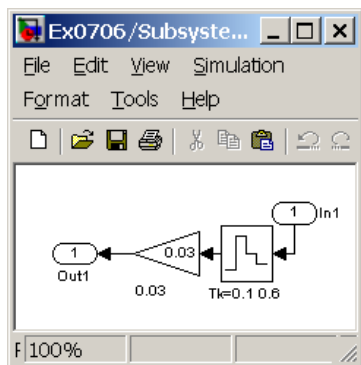 Ex0706/Subsyste...
File Edit View Simulation
Format Tools Help
1 In1
1 0.03
Out1
0.03 Tk=0.1 0.6
F 100%